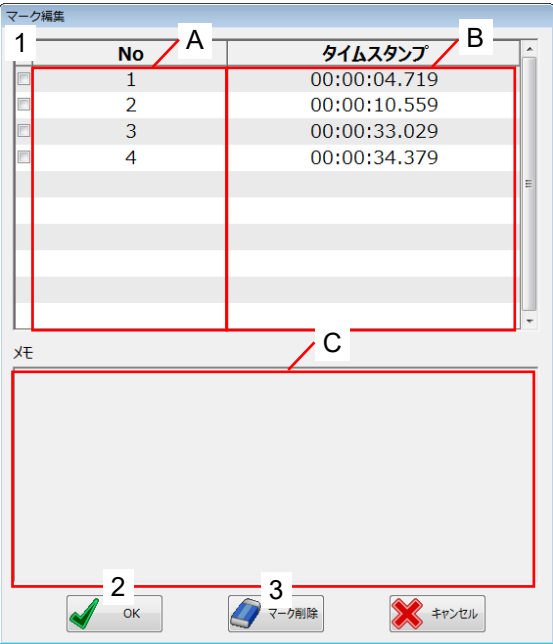 マーク編集
1
No
A
タイムスタンプ
B
1 00:00:04.719
2 00:00:10.559
3 00:00:33.029
4 00:00:34.379
メモ
C
2
3
OK
マーク削除
キャンセル